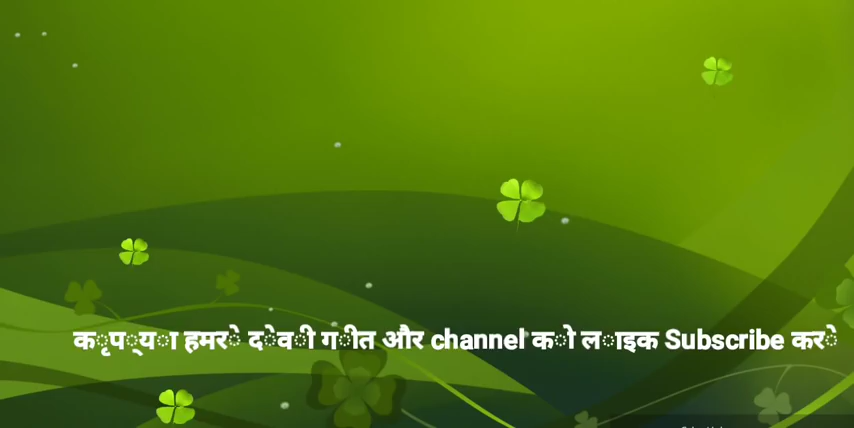 कृप्या हमरे देवी गीत और channel को लाइक Subscribe करे